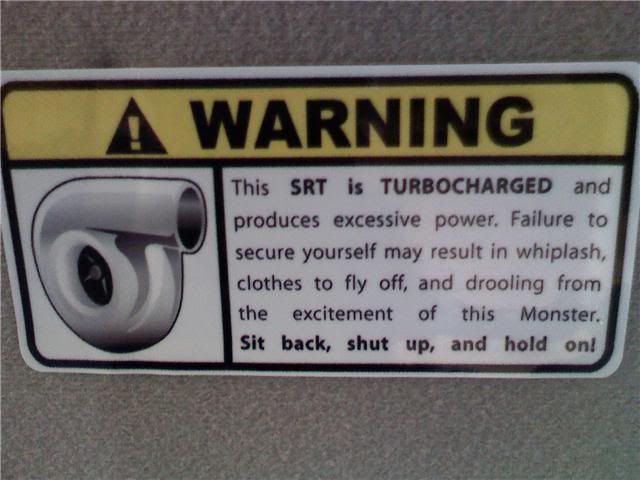 WARNING
This SRT is TURBOCHARGED and
produces excessive power. Failure to
secure yourself may result in whiplash,
clothes to fly off, and drooling from
the excitement of this Monster.
Sit back, shut up, and hold on!